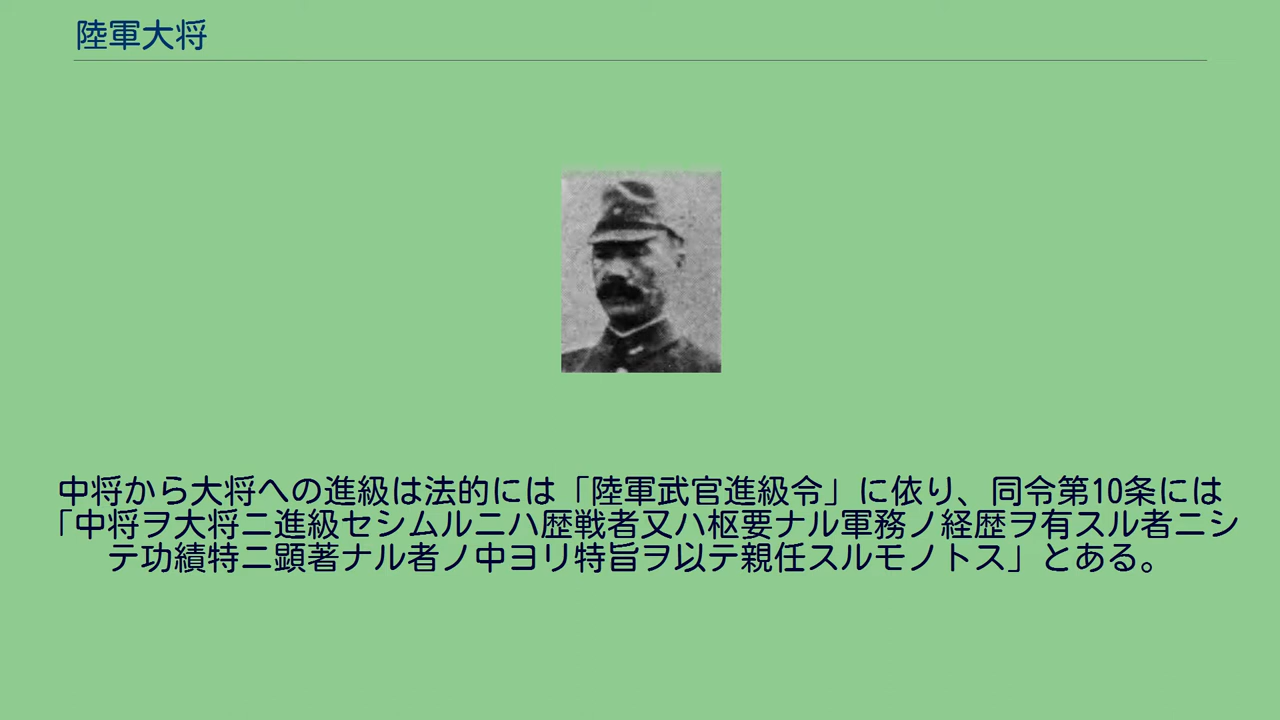 陸軍大将
中将から大将への進級は法的には「陸軍武官進級令」に依り、同令第10条には
「中将ヲ大将ニ進級セシムルニハ歴戦者又ハ枢要ナル軍務ノ経歴ヲ有スル者ニシ
テ功績特ニ顕著ナル者ノ中ヨリ特旨ヲ以テ親任スルモノトス」とある。